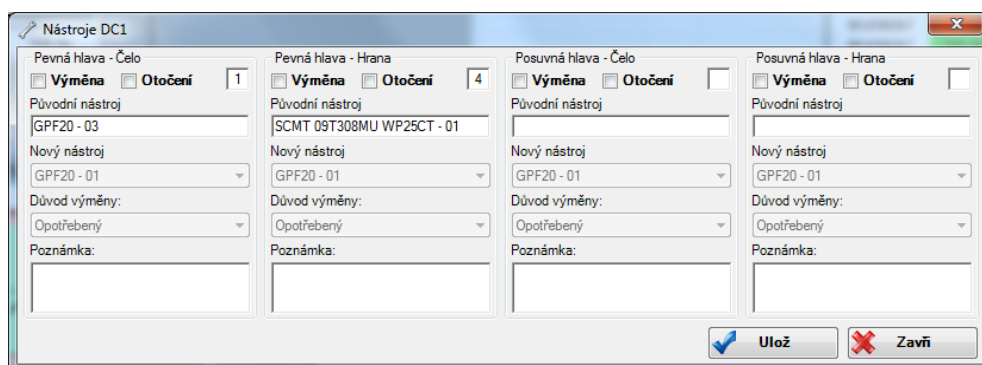 Nástroje DC1
Pevná hlava - Čelo
Výměna Otočení 1
Původní nástroj
GPF20 - 03
Nový nástroj
GPF20 - 01
Důvod výměny:
Opotřebený
Poznámka:
Pevná hlava - Hrana
Výměna Otočení 4
Původní nástroj
SCMT 09T308MU WP25CT - 01
Nový nástroj
GPF20 - 01
Důvod výměny:
Opotřebený
Poznámka:
Posuvná hlava - Čelo
Výměna Otočení
Původní nástroj
Nový nástroj
GPF20 - 01
Důvod výměny:
Opotřebený
Poznámka:
Posuvná hlava - Hrana
Výměna Otočení
Původní nástroj
Nový nástroj
GPF20 - 01
Důvod výměny:
Opotřebený
Poznámka:
Ulož
Zavři